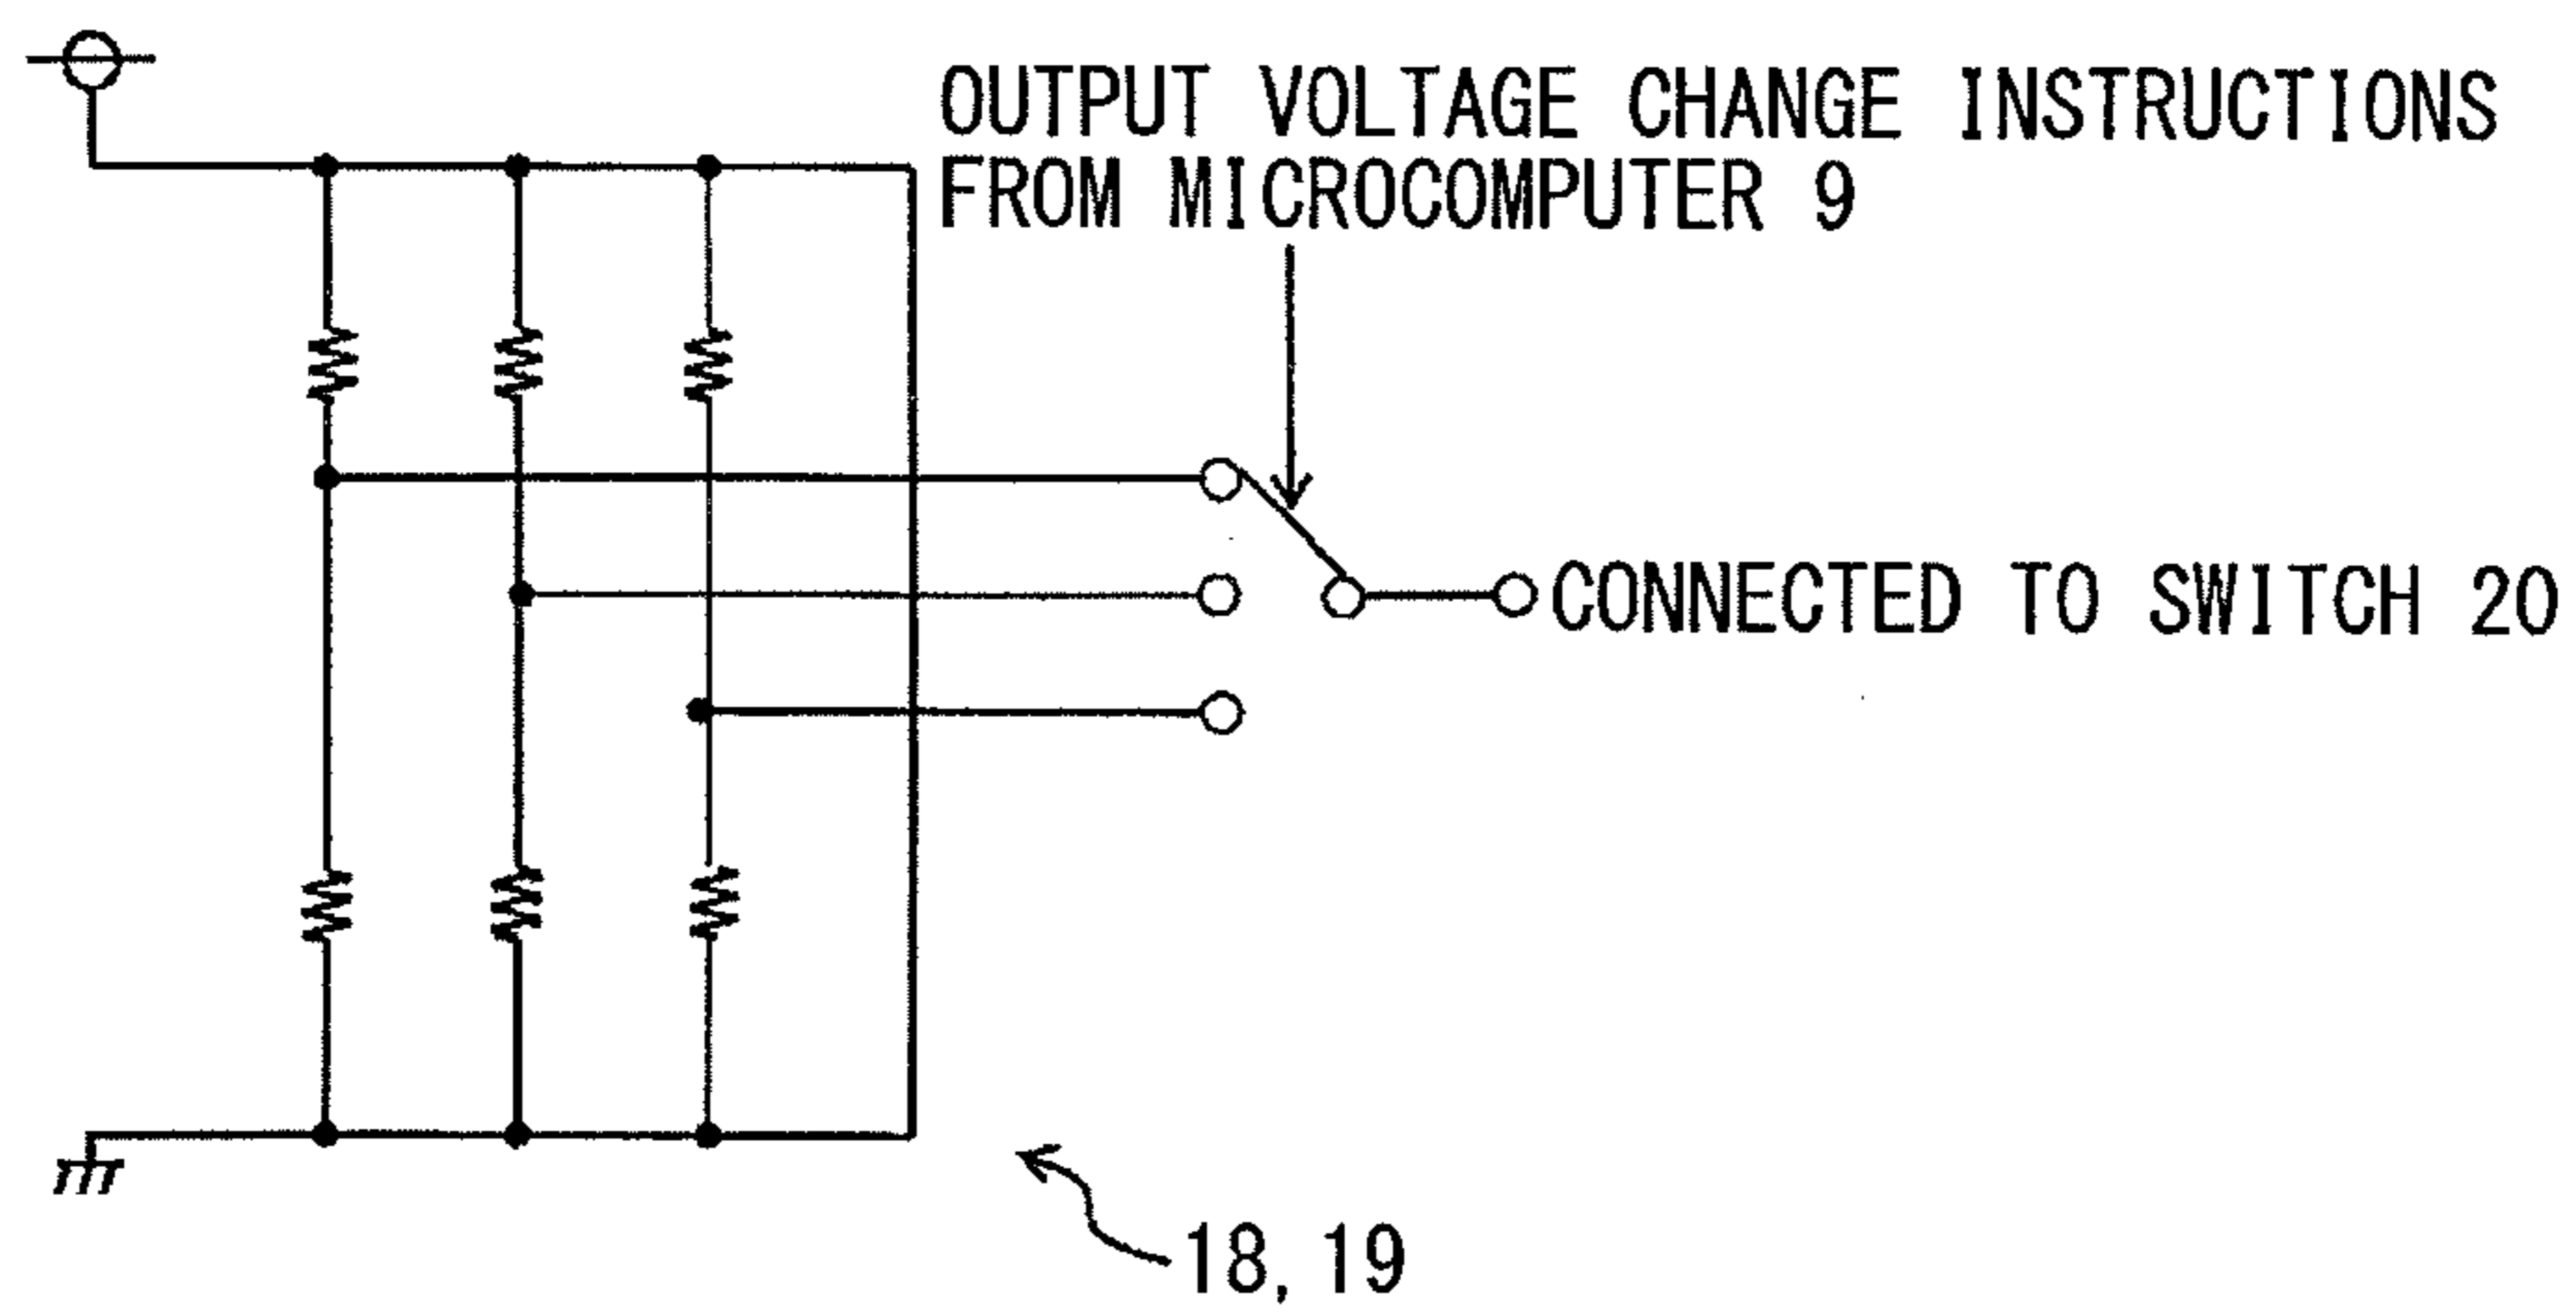 OUTPUT VOLTAGE CHANGE INSTRUCTIONS
FROM MICROCOMPUTER 9
CONNECTED TO SWITCH 20
18, 19